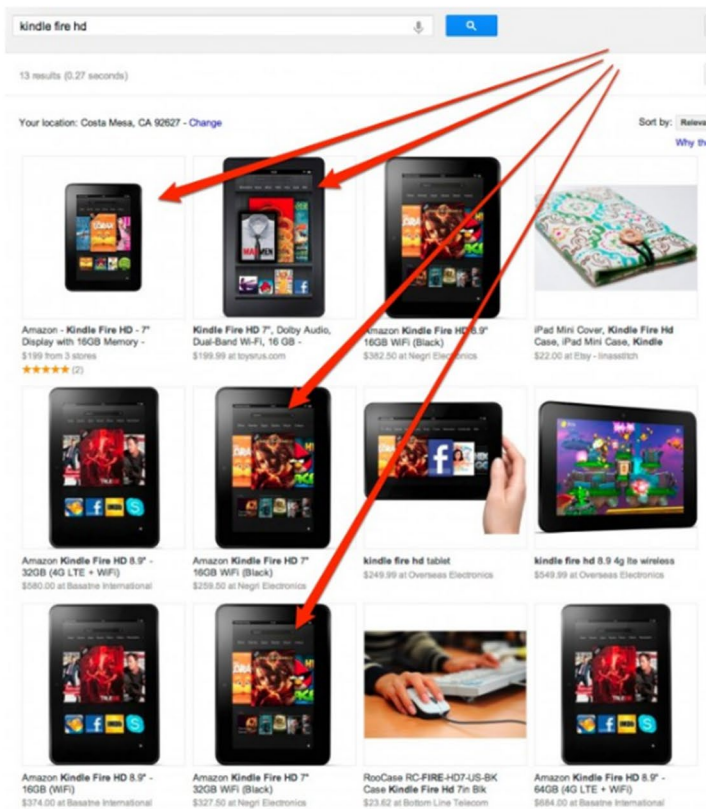 kindle fire hd
13 results (0.27 seconds)
Your location: Costa Mesa, CA 92627 - Change
Sort by: Releva
Why th
Amazon - Kindle Fire HD - 7"
Display with 16GB Memory -
$199 from 3 stores
(2)
Kindle Fire HD 7", Dolby Audio,
Dual-Band Wi-Fi, 16 GB -
$199.99 at toysrus.com
Amazon Kindle Fire HD 8.9"
16GB WiFi (Black)
$382.50 at Negri Electronics
iPad Mini Cover, Kindle Fire Hd
Case, iPad Mini Case, Kindle
$22.00 at Etsy - linasstitch
Amazon Kindle Fire HD 8.9" -
32GB (4G LTE + WiFi)
$580.00 at Basatne International
Amazon Kindle Fire HD 7"
16GB WiFi (Black)
$259.50 at Negri Electronics
kindle fire hd tablet
$249.99 at Overseas Electronics
kindle fire hd 8.9 4g lte wireless
$549.99 at Overseas Electronics
Amazon Kindle Fire HD 8.9" -
16GB (WiFi)
$374.00 at Basatne International
Amazon Kindle Fire HD 7"
32GB WiFi (Black)
$327.50 at Negri Electronics
RooCase RC-FIRE-HD7-US-BK
Case Kindle Fire Hd 7in Blk
$23.62 at Bottom Line Telecom
Amazon Kindle Fire HD 8.9" -
64GB (4G LTE + WiFi)
$684.00 at Basatne International